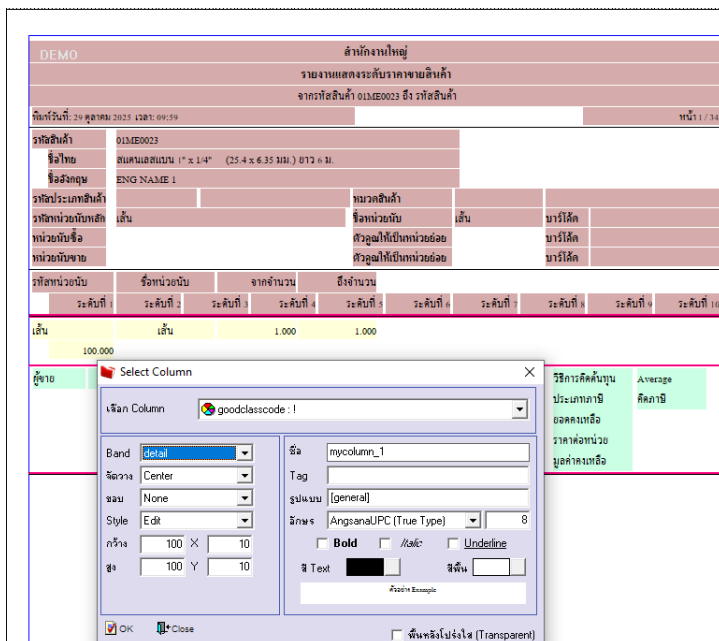 DEMO
สำนักงานใหญ่
รายงานแสดงระดับราคาขายสินค้า
จากรหัสสินค้า 01ME0023 ถึง รหัสสินค้า
พิมพ์วันที่: 29 ตุลาคม 2025 เวลา: 09:59 หน้า 1 / 34
รหัสสินค้า 01ME0023
ชื่อไทย สแตนเลสแบน 1" x 1/4" (25.4 x 6.35 มม.) ยาว 6 ม.
ชื่ออังกฤษ ENG NAME 1
รหัสประเภทสินค้า หมวดสินค้า
รหัสหน่วยนับหลัก เส้น ชื่อหน่วยนับ เส้น บาร์โค้ด
หน่วยนับซื้อ ตัวคูณให้เป็นหน่วยย่อย บาร์โค้ด
หน่วยนับขาย ตัวคูณให้เป็นหน่วยย่อย บาร์โค้ด
รหัสหน่วยนับ ชื่อหน่วยนับ จากจำนวน ถึงจำนวน
ระดับที่ 1 ระดับที่ 2 ระดับที่ 3 ระดับที่ 4 ระดับที่ 5 ระดับที่ 6 ระดับที่ 7 ระดับที่ 8 ระดับที่ 9 ระดับที่ 10
เส้น เส้น 1.000 1.000
100.000
ผู้ขาย
วิธีการคิดต้นทุน Average
ประเภทภาษี คิดภาษี
ยอดคงเหลือ
ราคาต่อหน่วย
มูลค่าคงเหลือ
Select Column
เลือก Column goodclasscode : !
Band detail
จัดวาง Center
ขอบ None
Style Edit
กว้าง 100 X 10
สูง 100 Y 10
ชื่อ mycolumn_1
Tag
รูปแบบ [general]
อักษร AngsanaUPC (True Type) 8
Bold Italic Underline
สี Text สีพื้น
ตัวอย่าง Example
OK Close
พื้นหลังโปร่งใส (Transparent)